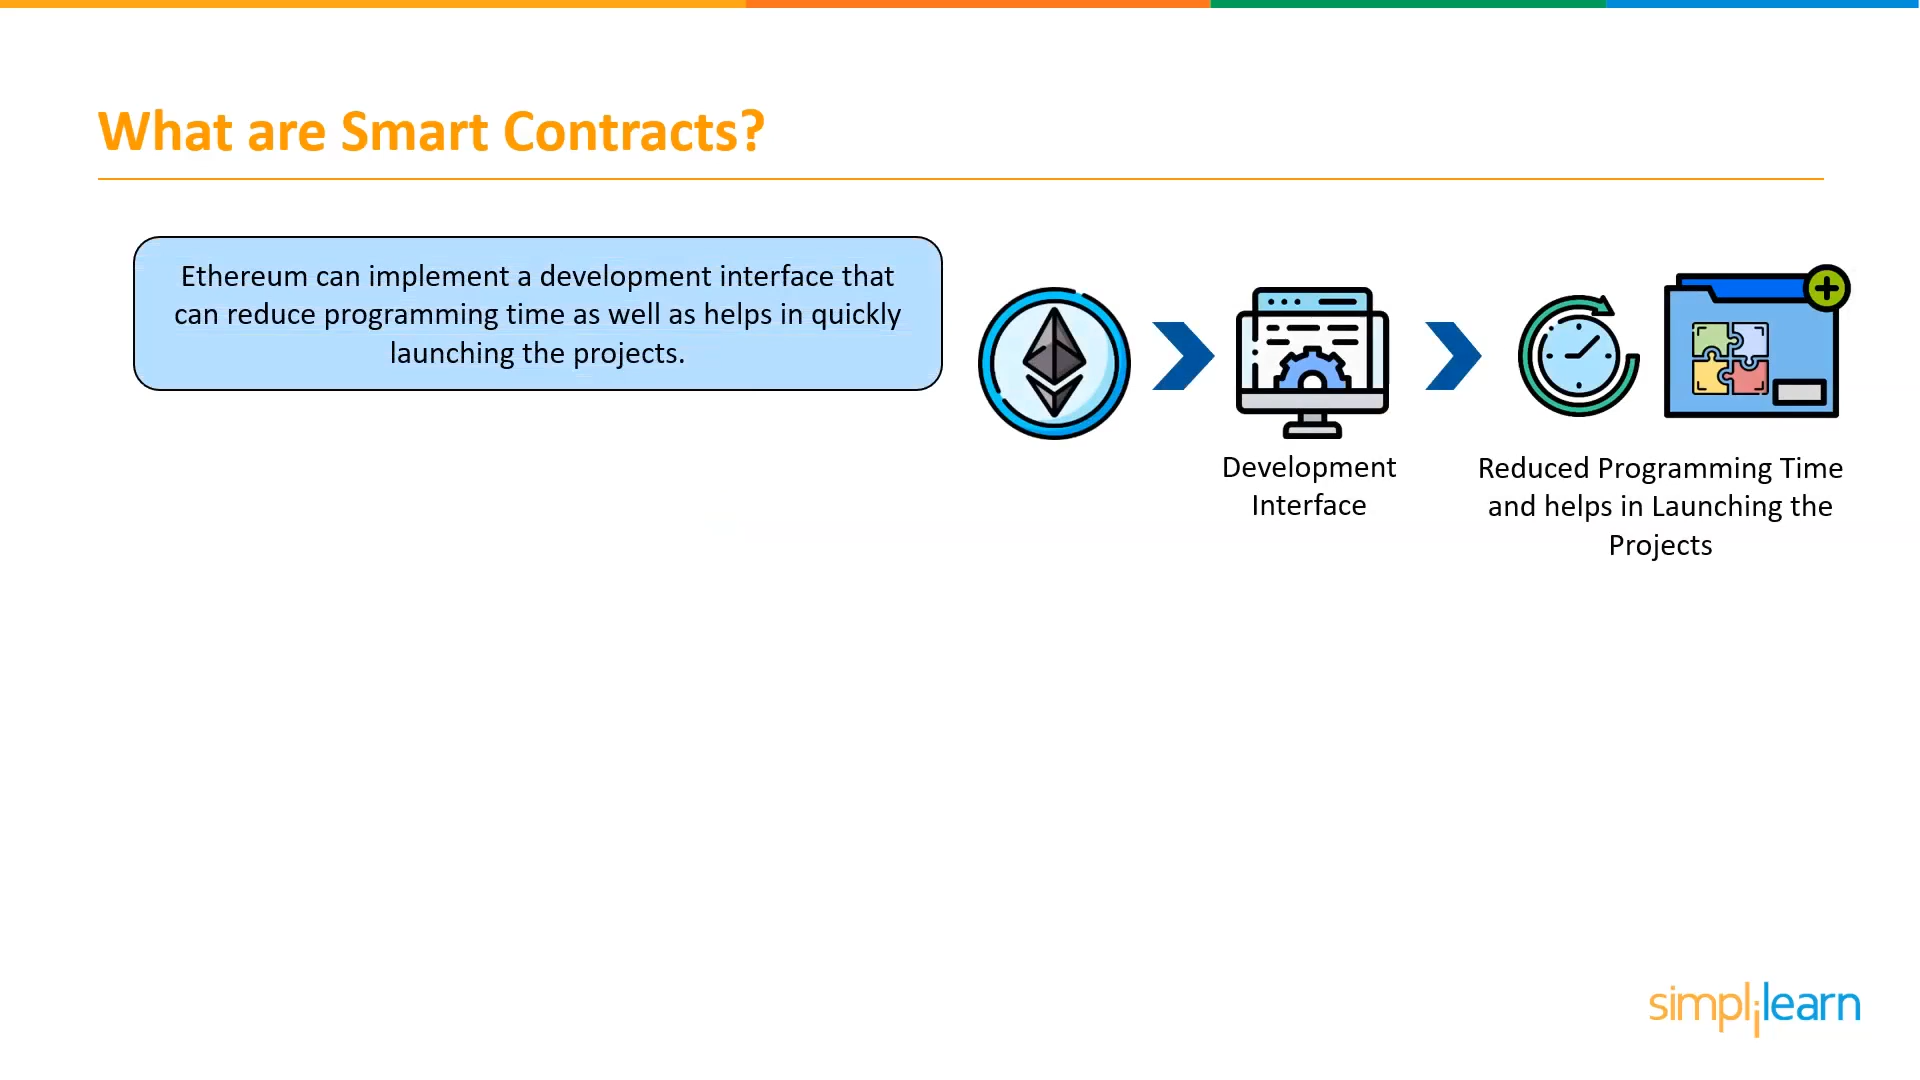 What are Smart Contracts?
Ethereum can implement a development interface that
can reduce programming time as well as helps in quickly
launching the projects.
Development
Interface
Reduced Programming Time
and helps in Launching the
Projects
simplilearn